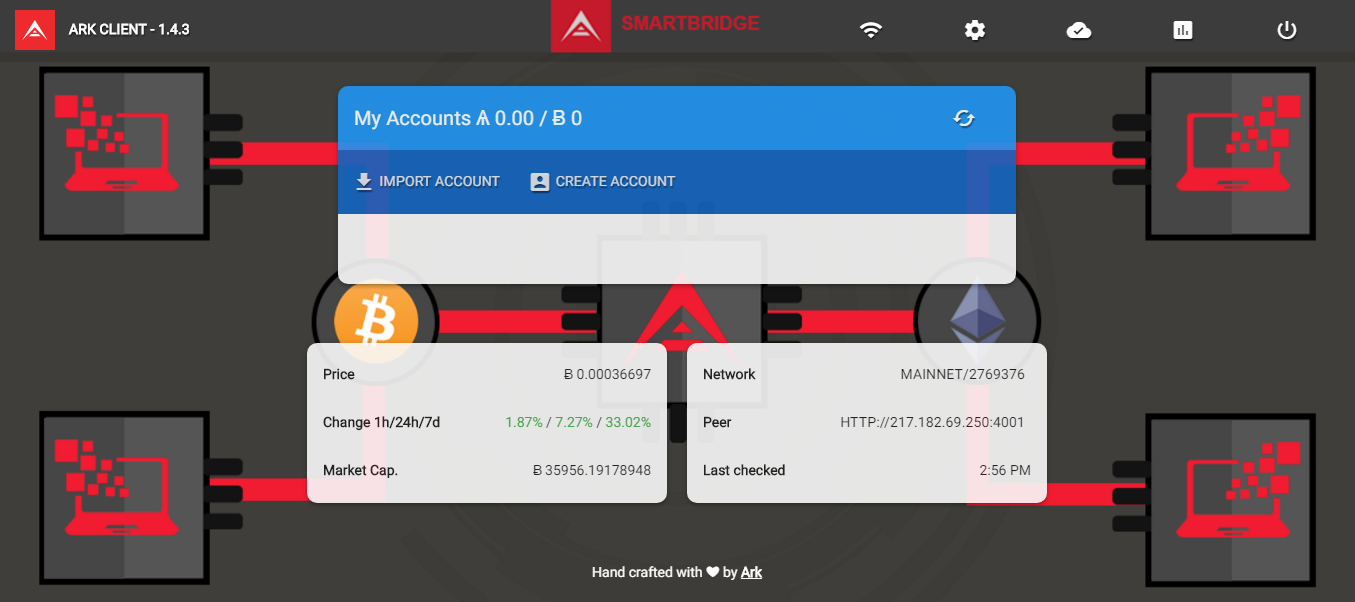 ARK CLIENT - 1.4.3
SMARTBRIDGE
My Accounts Ѧ 0.00 / Ƀ 0
IMPORT ACCOUNT
CREATE ACCOUNT
Price Ƀ 0.00036697
Change 1h/24h/7d 1.87% / 7.27% / 33.02%
Market Cap. Ƀ 35956.19178948
Network MAINNET/2769376
Peer HTTP://217.182.69.250:4001
Last checked 2:56 PM
Hand crafted with ❤ by Ark